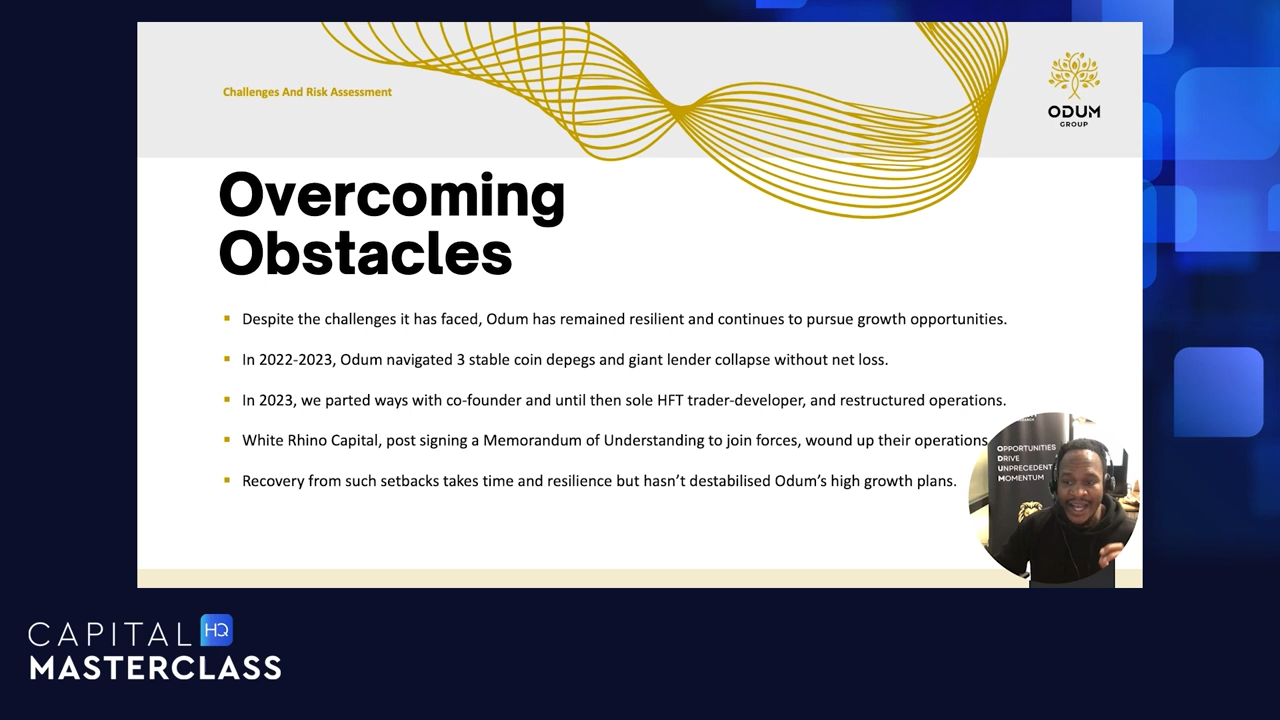 Challenges And Risk Assessment
ODUM
GROUP
Overcoming
Obstacles
Despite the challenges it has faced, Odum has remained resilient and continues to pursue growth opportunities.
In 2022-2023, Odum navigated 3 stable coin depegs and giant lender collapse without net loss.
In 2023, we parted ways with co-founder and until then sole HFT trader-developer, and restructured operations.
White Rhino Capital, post signing a Memorandum of Understanding to join forces, wound up their operations
Recovery from such setbacks takes time and resilience but hasn’t destabilised Odum’s high growth plans.
OPPORTUNITIES
DRIVE
UNPRECEDENT
MOMENTUM
CAPITAL HQ
MASTERCLASS